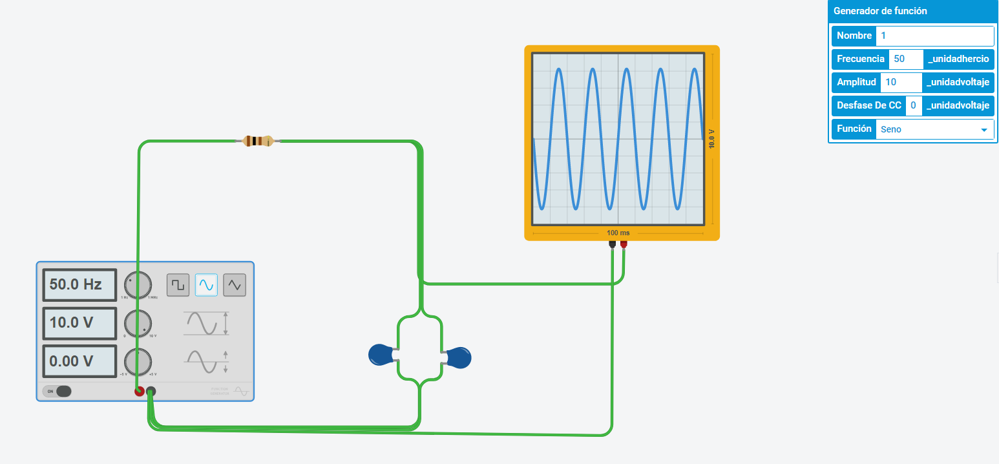 Generador de función
Nombre 1
Frecuencia 50 _unidadhercio
Amplitud 10 _unidadvoltaje
Desfase De CC 0 _unidadvoltaje
Función Seno
10.0 V
100 ms
50.0 Hz
1 Hz 1 MHz
10.0 V
0 10 V
0.00 V
-5 V +5 V
ON
FUNCTION
GENERATOR